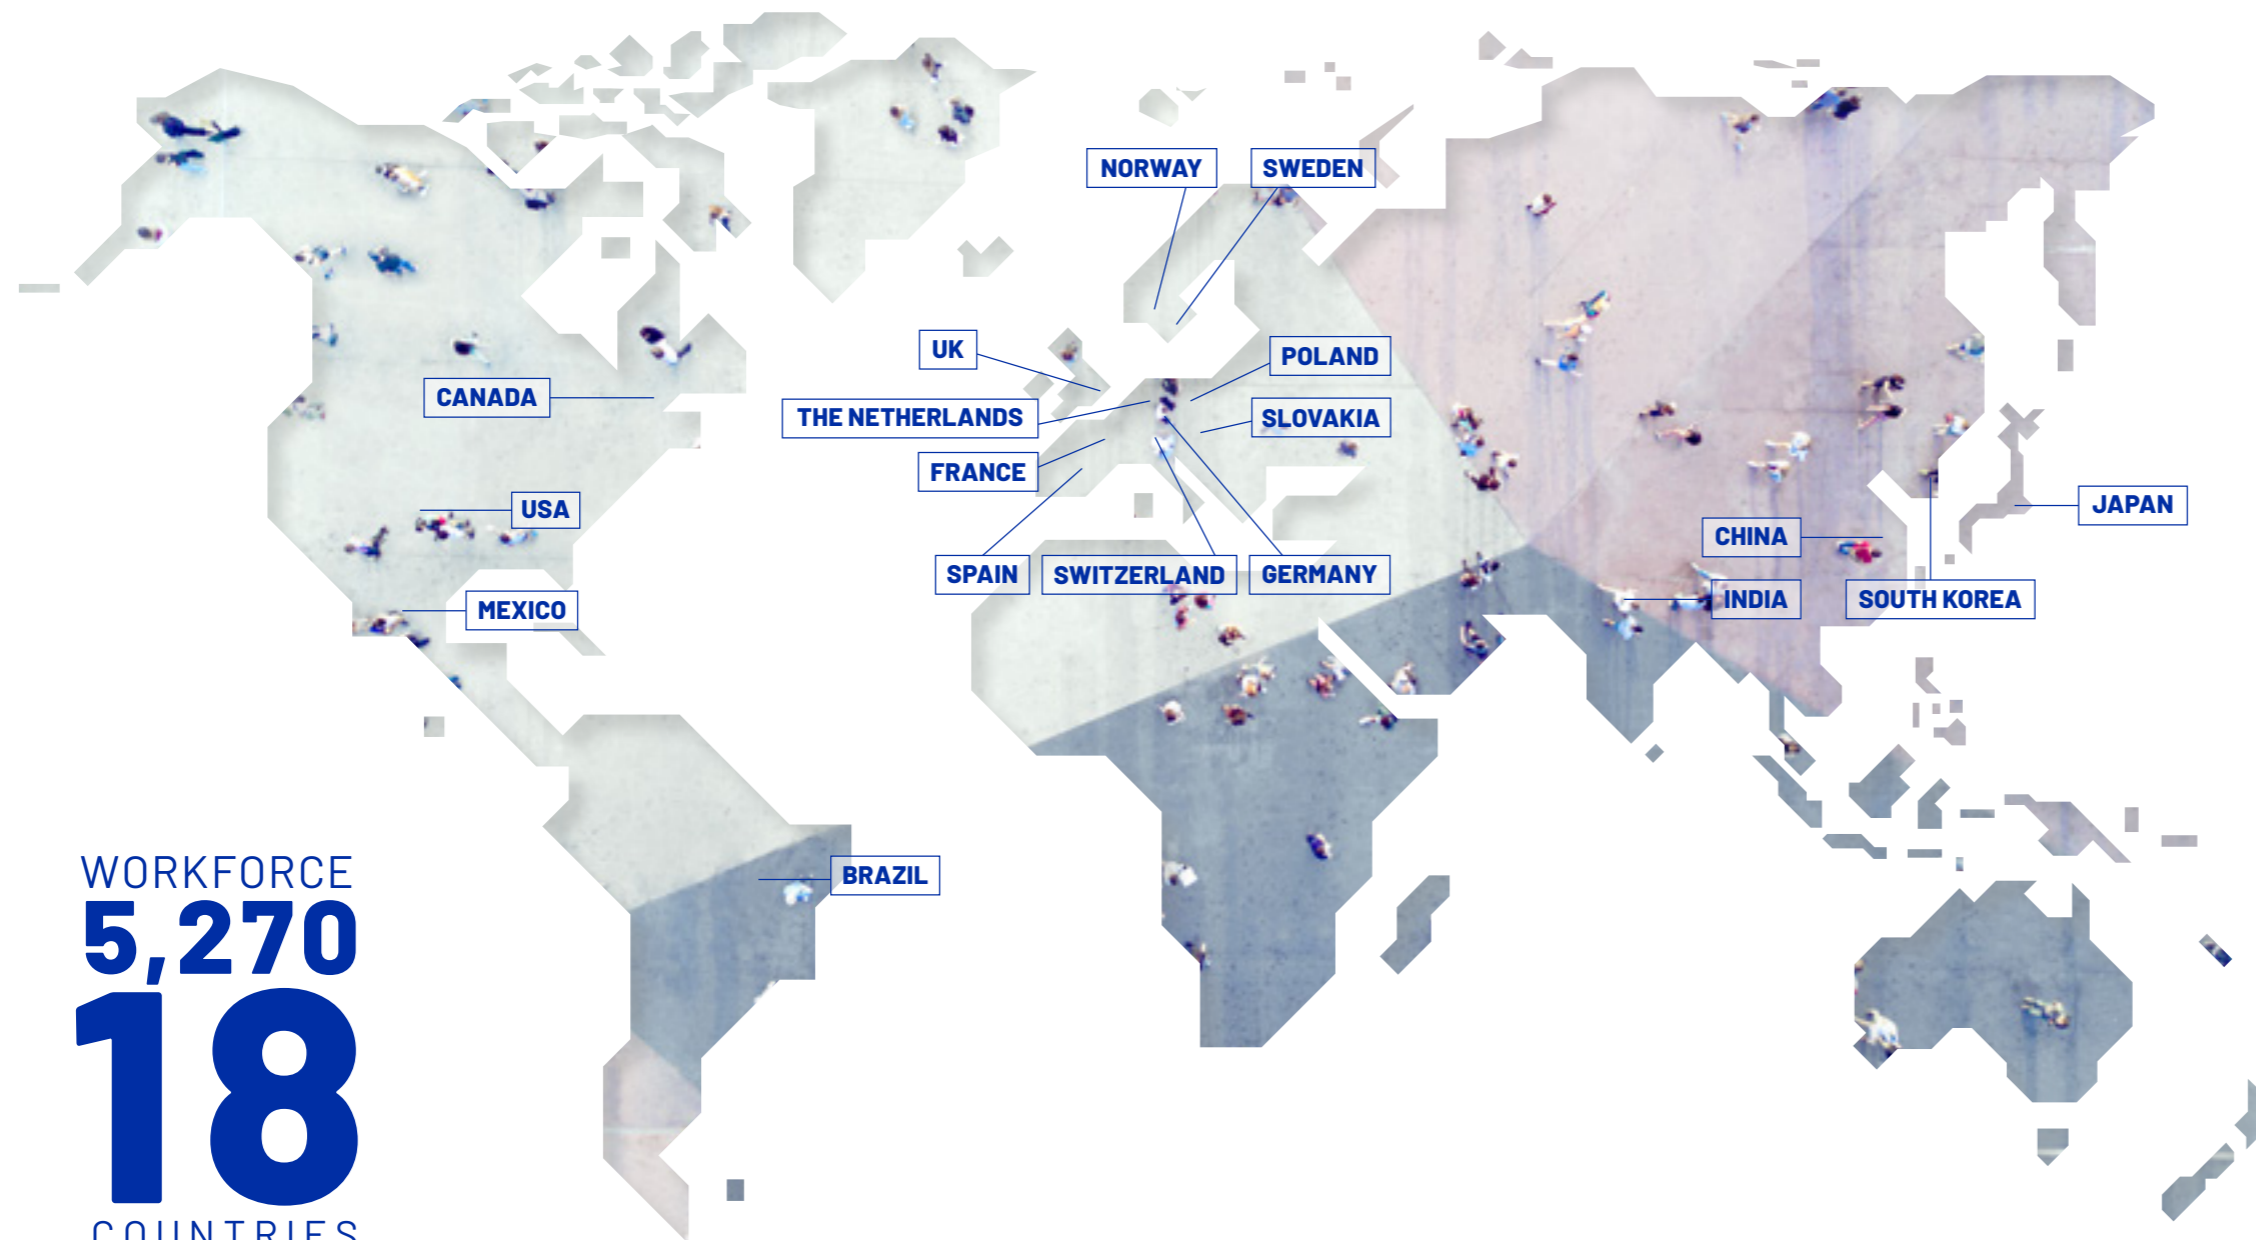 NORWAY
SWEDEN
UK
POLAND
CANADA
THE NETHERLANDS
SLOVAKIA
FRANCE
USA
JAPAN
CHINA
SPAIN
SWITZERLAND
GERMANY
MEXICO
INDIA
SOUTH KOREA
BRAZIL
WORKFORCE
5,270
18
COUNTRIES